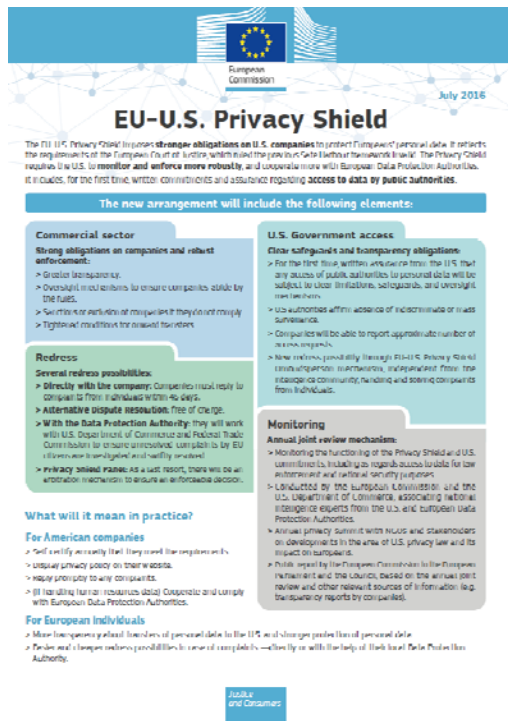 European
Commission
July 2016
EU-U.S. Privacy Shield
The EU-U.S. Privacy Shield imposes stronger obligations on U.S. companies to protect Europeans' personal data. It reflects
the requirements of the European Court of Justice, which ruled the previous Safe Harbour framework invalid. The Privacy Shield
requires the U.S. to monitor and enforce more robustly, and cooperate more with European Data Protection Authorities.
It includes, for the first time, written commitments and assurance regarding access to data by public authorities.
The new arrangement will include the following elements:
Commercial sector
Strong obligations on companies and robust
enforcement:
> Greater transparency.
> Oversight mechanisms to ensure companies abide by
the rules.
> Sanctions or exclusion of companies if they do not comply.
> Tightened conditions for onward transfers.
Redress
Several redress possibilities:
> Directly with the company: Companies must reply to
complaints from individuals within 45 days.
> Alternative Dispute Resolution: free of charge.
> With the Data Protection Authority: they will work
with U.S. Department of Commerce and Federal Trade
Commission to ensure unresolved complaints by EU
citizens are investigated and swiftly resolved.
> Privacy Shield Panel: As a last resort, there will be an
arbitration mechanism to ensure an enforceable decision.
U.S. Government access
Clear safeguards and transparency obligations:
> For the first time, written assurance from the U.S. that
any access of public authorities to personal data will be
subject to clear limitations, safeguards, and oversight
mechanisms.
> U.S. authorities affirm absence of indiscriminate or mass
surveillance.
> Companies will be able to report approximate number of
access requests.
> New redress possibility through EU-U.S. Privacy Shield
Ombudsperson mechanism, independent from the
intelligence community, handling and solving complaints
from individuals.
Monitoring
Annual joint review mechanism:
> Monitoring the functioning of the Privacy Shield and U.S.
commitments, including as regards access to data for law
enforcement and national security purposes.
> Conducted by the European Commission and the
U.S. Department of Commerce, associating national
intelligence experts from the U.S. and European Data
Protection Authorities.
> Annual privacy summit with NGOs and stakeholders
on developments in the area of U.S. privacy law and its
impact on Europeans.
> Public report by the European Commission to the European
Parliament and the Council, based on the annual joint
review and other relevant sources of information (e.g.
transparency reports by companies).
What will it mean in practice?
For American companies
> Self-certify annually that they meet the requirements.
> Display privacy policy on their website.
> Reply promptly to any complaints.
> (If handling human resources data) Cooperate and comply
with European Data Protection Authorities.
For European individuals
> More transparency about transfers of personal data to the U.S. and stronger protection of personal data.
> Easier and cheaper redress possibilities in case of complaints —directly or with the help of their local Data Protection
Authority.
Justice
and Consumers